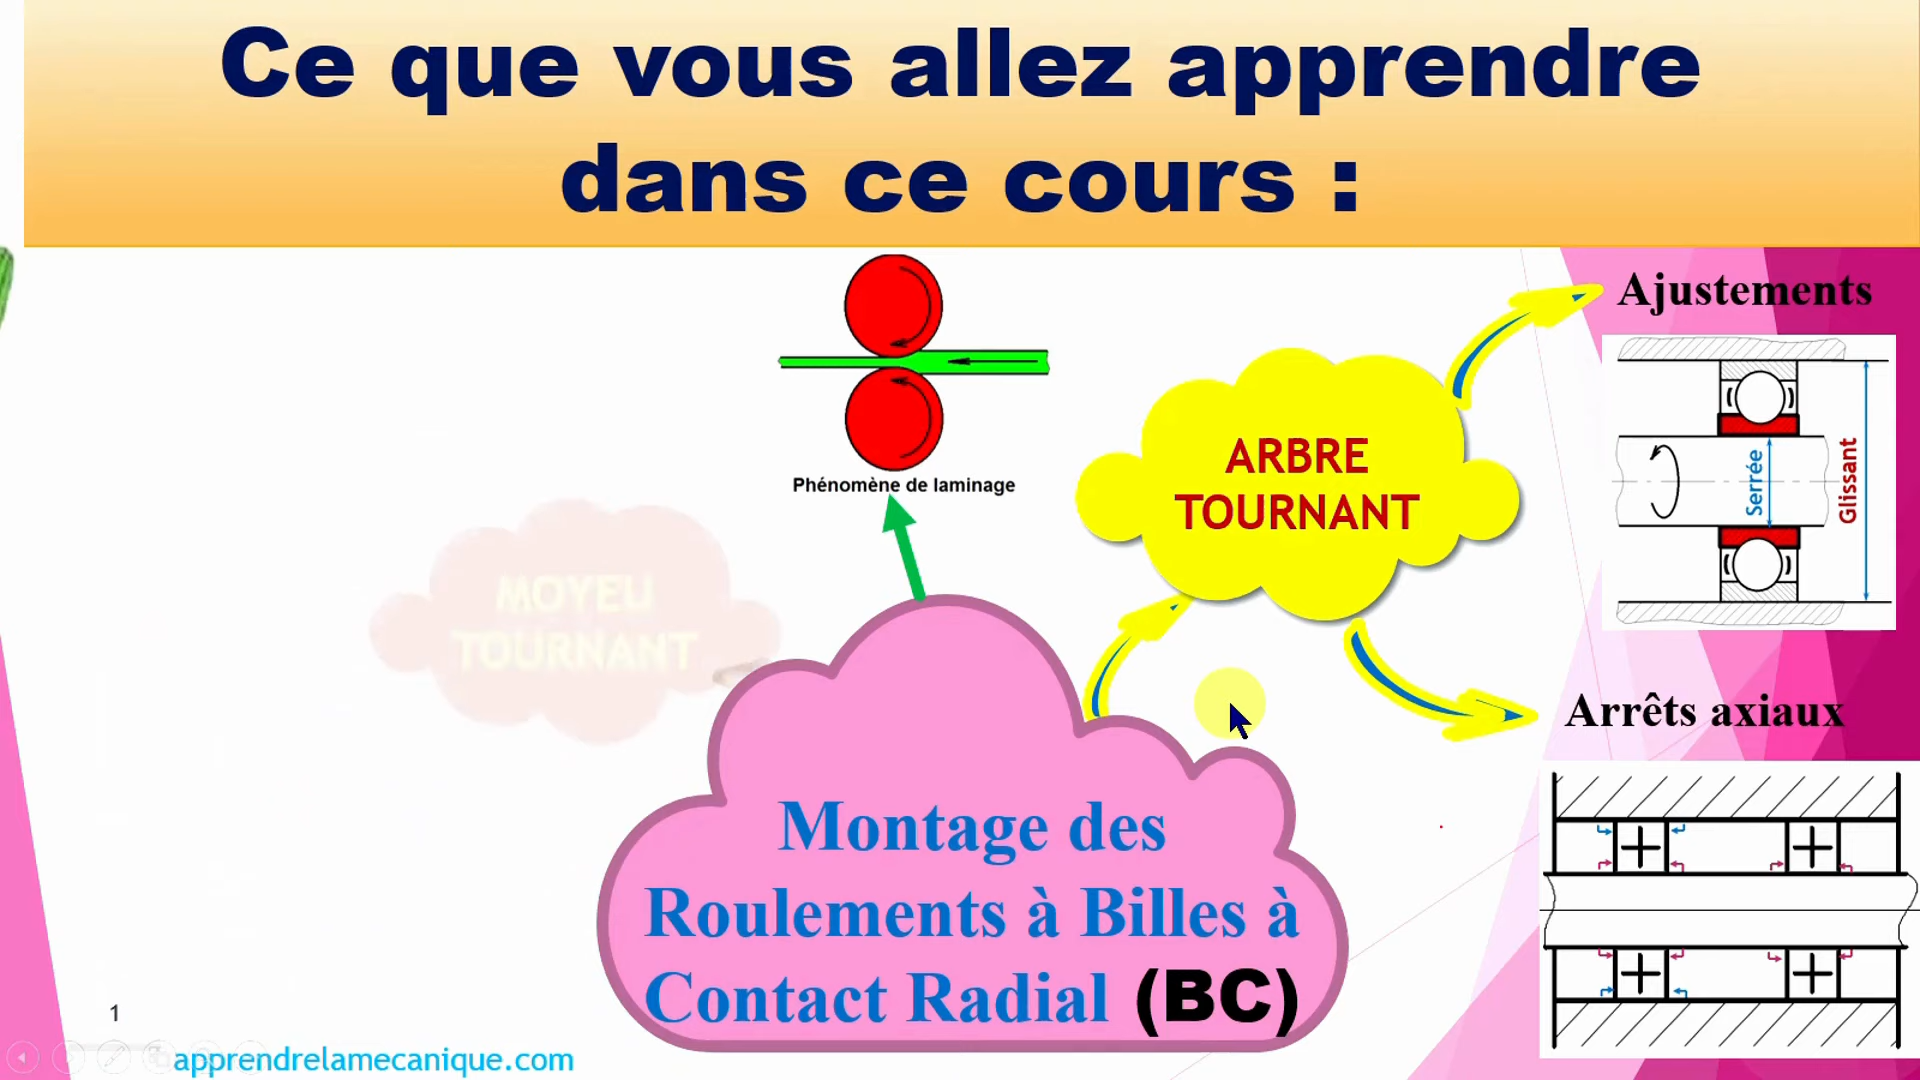 Ce que vous allez apprendre
dans ce cours :
Ajustements
Serrée
Glissant
Phénomène de laminage
ARBRE
TOURNANT
MOYEU
TOURNANT
Arrêts axiaux
Montage des
Roulements à Billes à
Contact Radial (BC)
1
apprendrelamecanique.com